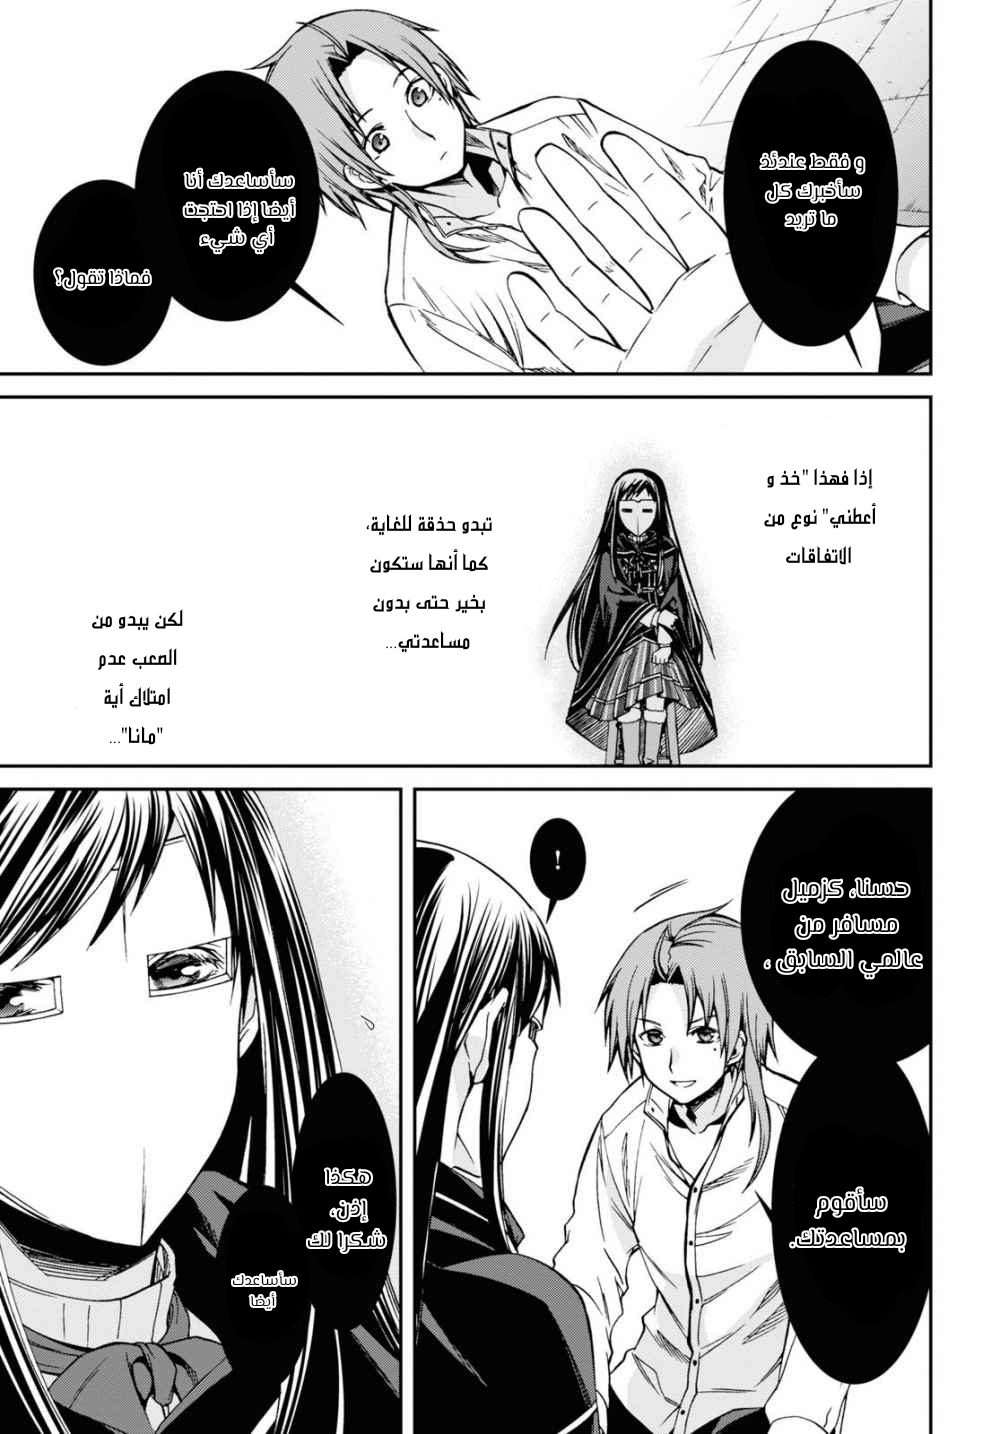 و فقط عندئذ
سأخبرك كل
ما تريد
سأساعدك أنا
أيضا إذا احتجت
أي شيء
فماذا تقول؟
إذا فهذا "خذ و
أعطني" نوع من
الاتفاقات
تبدو حذقة للغاية،
كما أنها ستكون
بخير حتى بدون
مساعدتي...
لكن يبدو من
الصعب عدم
امتلاك أية
"مانا"...
حسنا، كزميل
مسافر من
عالمي السابق ،
!
سأقوم
بمساعدتك.
هكذا
إذن،
شكرا لك
سأساعدك
أيضا